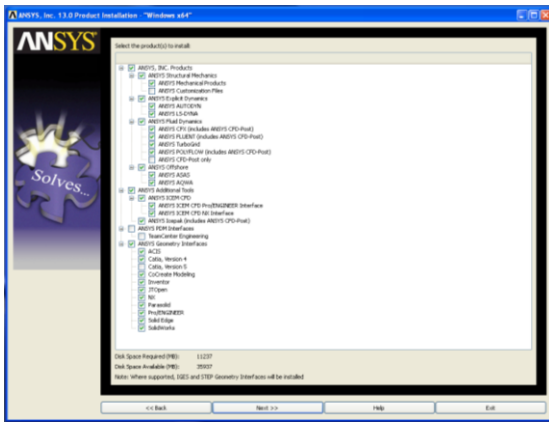 ANSYS, Inc. 13.0 Product Installation - "Windows x64"
ANSYS
Solves...
Select the product(s) to install:
ANSYS, INC. Products
ANSYS Structural Mechanics
ANSYS Mechanical Products
ANSYS Customization Files
ANSYS Explicit Dynamics
ANSYS AUTODYN
ANSYS LS-DYNA
ANSYS Fluid Dynamics
ANSYS CFX (includes ANSYS CFD-Post)
ANSYS FLUENT (includes ANSYS CFD-Post)
ANSYS TurboGrid
ANSYS POLYFLOW (includes ANSYS CFD-Post)
ANSYS CFD-Post only
ANSYS Offshore
ANSYS ASAS
ANSYS AQWA
ANSYS Additional Tools
ANSYS ICEM CFD
ANSYS ICEM CFD Pro/ENGINEER Interface
ANSYS ICEM CFD NX Interface
ANSYS Icepak (includes ANSYS CFD-Post)
ANSYS PDM Interfaces
TeamCenter Engineering
ANSYS Geometry Interfaces
ACIS
Catia, Version 4
Catia, Version 5
CoCreate Modeling
Inventor
JTOpen
NX
Parasolid
Pro/ENGINEER
Solid Edge
SolidWorks
Disk Space Required (MB): 11237
Disk Space Available (MB): 35937
Note: Where supported, IGES and STEP Geometry Interfaces will be installed
<< Back
Next >>
Help
Exit